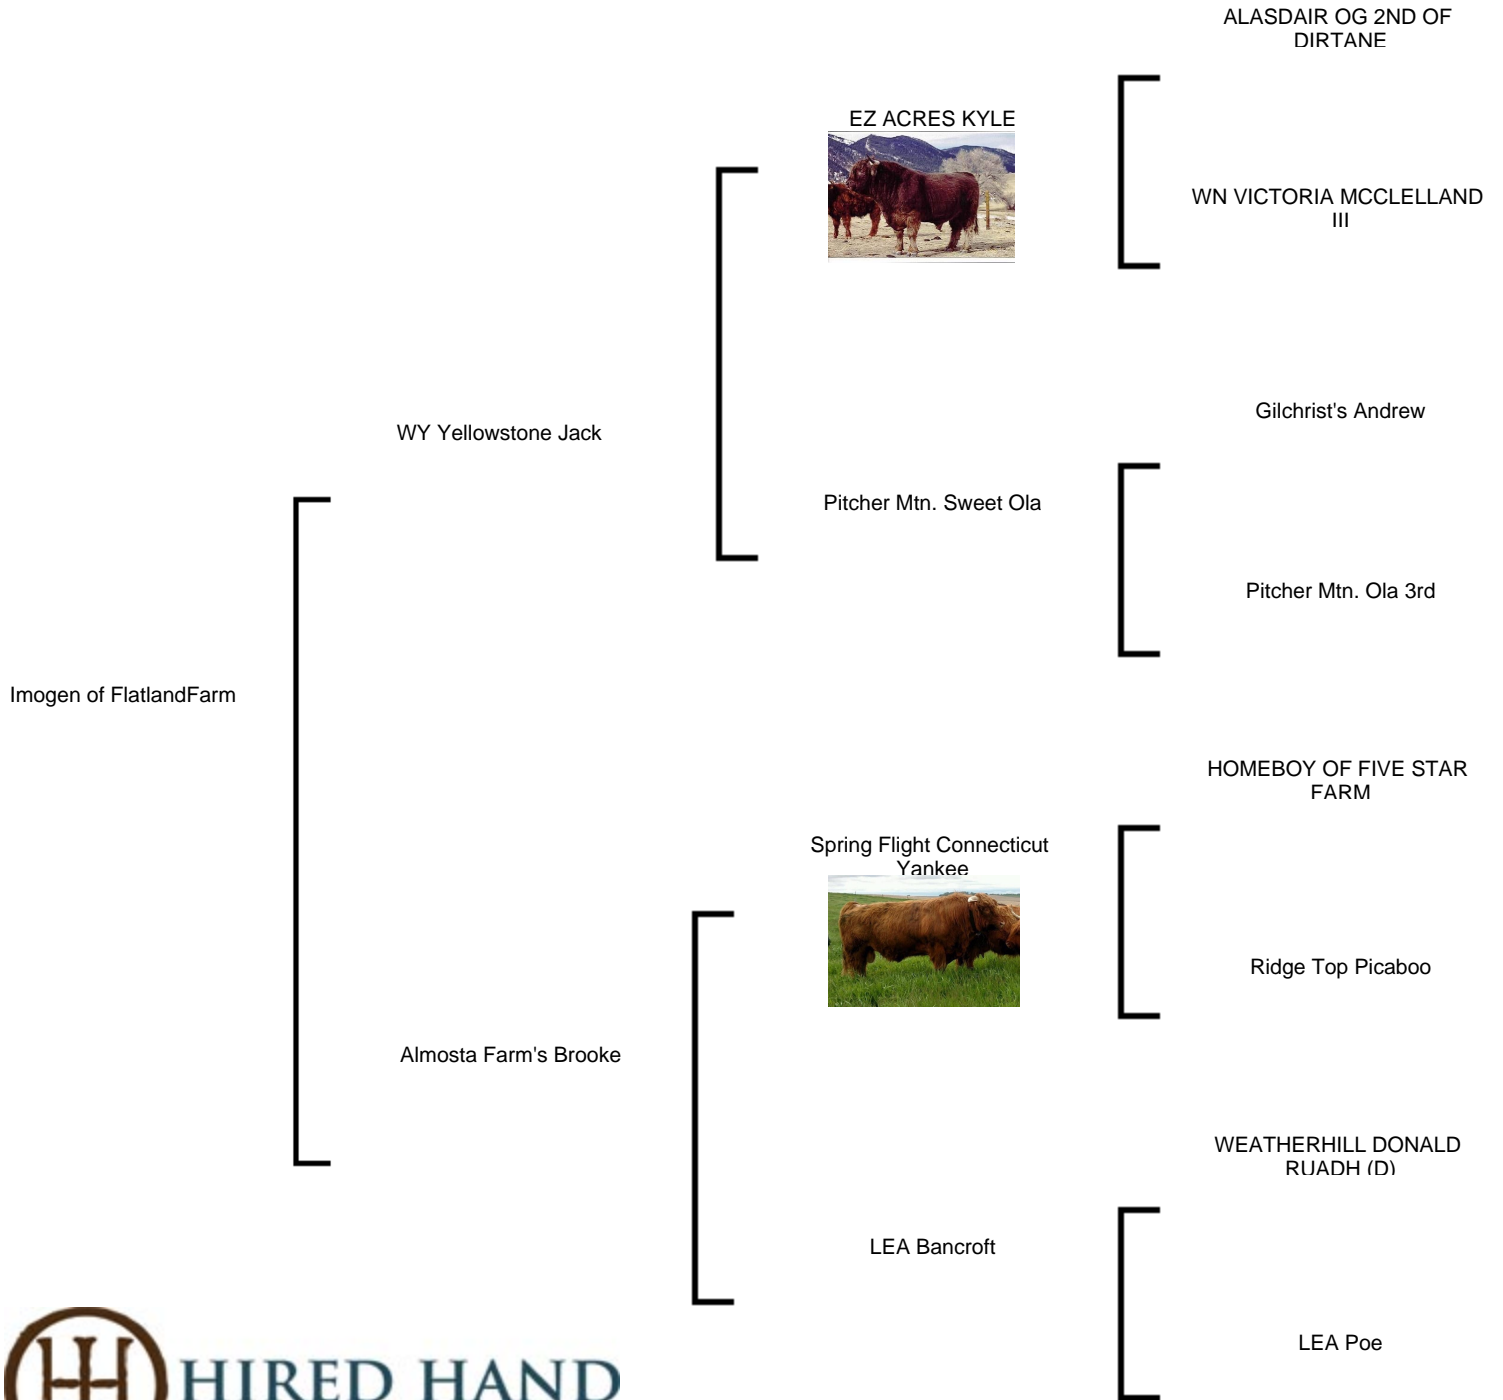 ALASDAIR OG 2ND OF
DIRTANE
EZ ACRES KYLE
WN VICTORIA MCCLELLAND
III
Gilchrist's Andrew
WY Yellowstone Jack
Pitcher Mtn. Sweet Ola
Pitcher Mtn. Ola 3rd
Imogen of FlatlandFarm
HOMEBOY OF FIVE STAR
FARM
Spring Flight Connecticut
Yankee
Ridge Top Picaboo
Almosta Farm's Brooke
WEATHERHILL DONALD
RUADH (D)
LEA Bancroft
LEA Poe
HIRED HAND